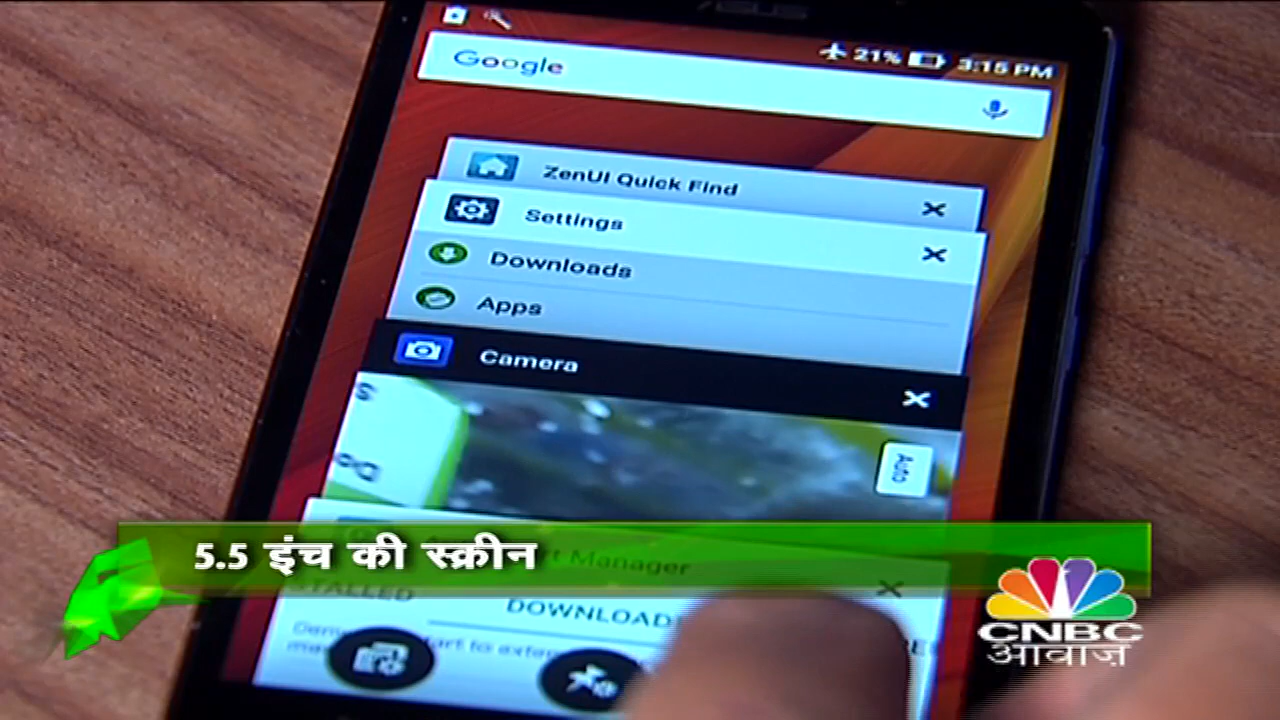 21% 3:15 PM
Google
ZenUI Quick Find
Settings
Downloads
Apps
Camera
Auto
5.5 इंच की स्क्रीन
Manager
DOWNLOAD
CNBC
आवाज़